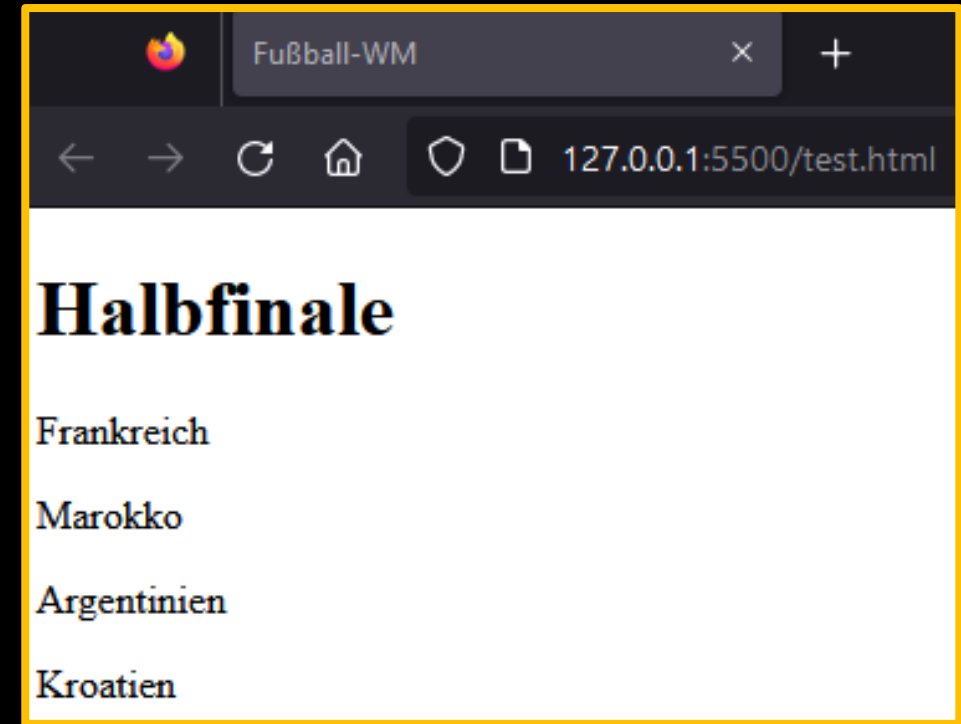 Fußball-WM
127.0.0.1:5500/test.html
Halbfinale
Frankreich
Marokko
Argentinien
Kroatien